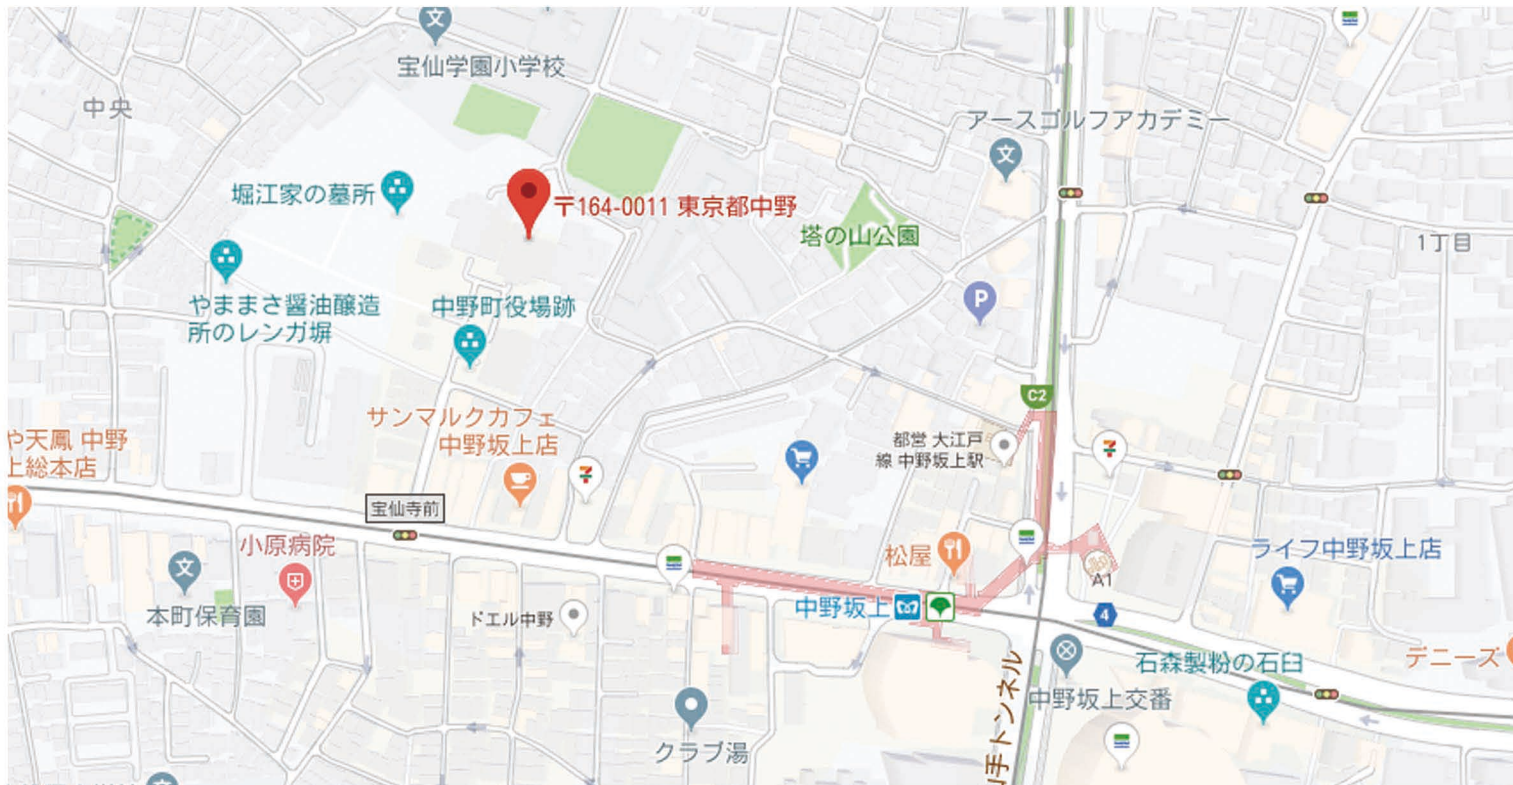 宝仙学園小学校
中央
アースゴルフアカデミー
堀江家の墓所
〒164-0011 東京都中野
塔の山公園
1丁目
P
やままさ醤油醸造
所のレンガ塀
中野町役場跡
C2
サンマルクカフェ
中野坂上店
や天鳳 中野
上総本店
都営 大江戸
線 中野坂上駅
宝仙寺前
小原病院
松屋
ライフ中野坂上店
A1
本町保育園
ドエル中野
中野坂上
4
石森製粉の石臼
デニーズ
中野坂上交番
手トンネル
クラブ湯